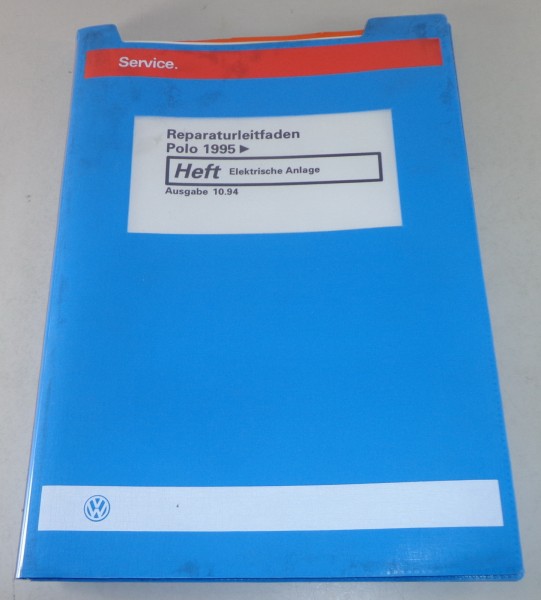 Service.
Reparaturleitfaden
Polo 1995 ►
Heft Elektrische Anlage
Ausgabe 10.94